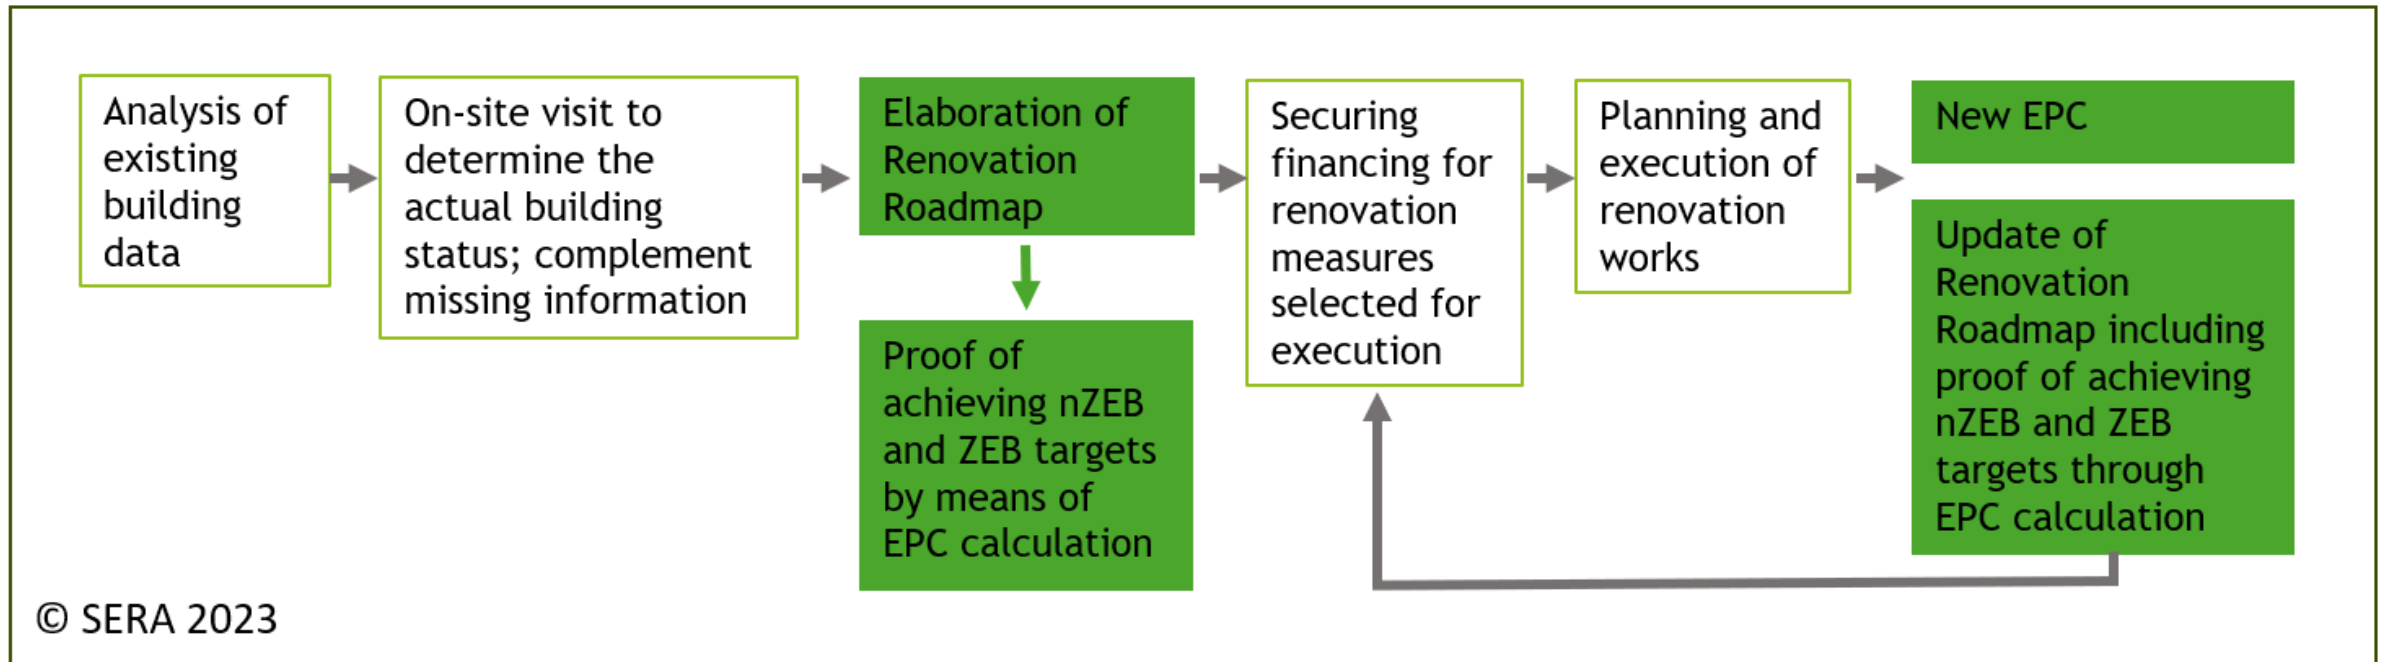 Analysis of
existing
building
data
On-site visit to
determine the
actual building
status; complement
missing information
Elaboration of
Renovation
Roadmap
Proof of
achieving nZEB
and ZEB targets
by means of
EPC calculation
Securing
financing for
renovation
measures
selected for
execution
Planning and
execution of
renovation
works
New EPC
Update of
Renovation
Roadmap including
proof of achieving
nZEB and ZEB
targets through
EPC calculation
© SERA 2023